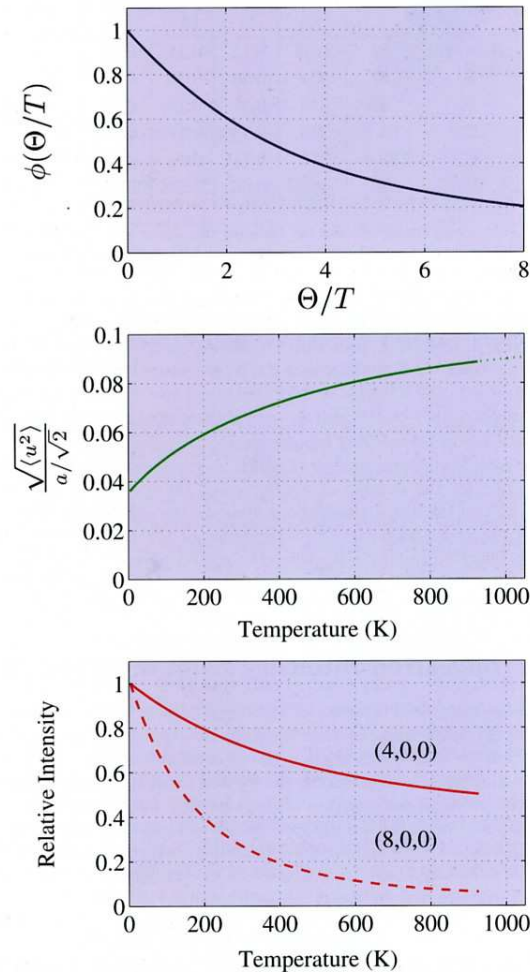 1
0.8
0.6
0.4
0.2
0
ϕ(Θ/T)
0 2 4 6 8
Θ/T
0.1
0.08
0.06
0.04
0.02
0
√⟨u²⟩
a/√2
0 200 400 600 800 1000
Temperature (K)
1
0.8
0.6
0.4
0.2
0
Relative Intensity
(4,0,0)
(8,0,0)
0 200 400 600 800 1000
Temperature (K)